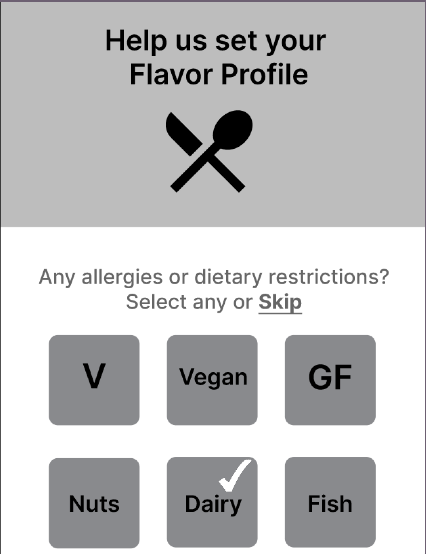 Help us set your
Flavor Profile
Any allergies or dietary restrictions?
Select any or Skip
V
Vegan
GF
Nuts
Dairy
Fish